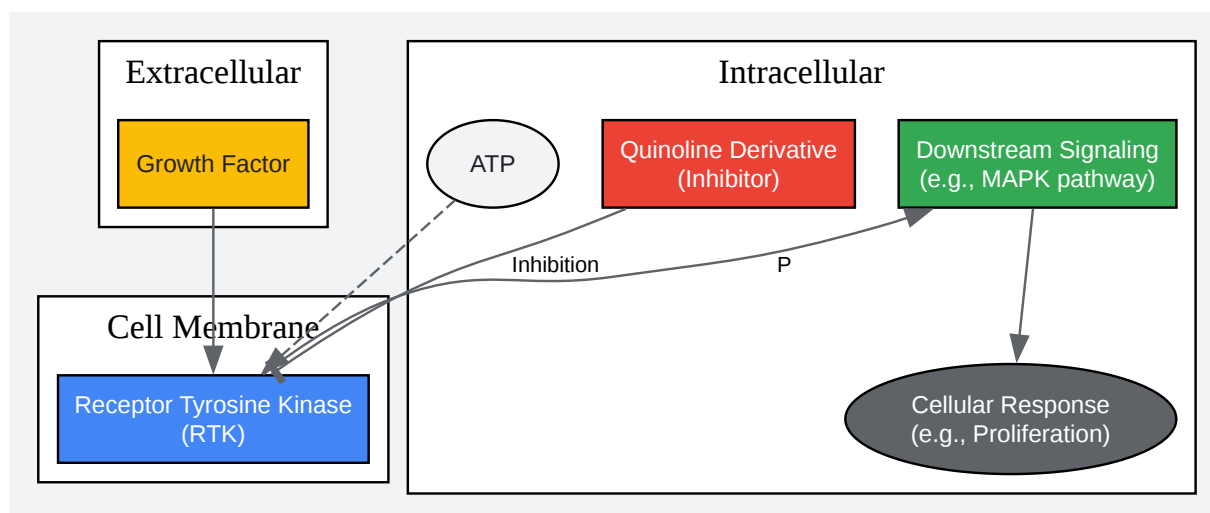 Extracellular
Intracellular
Growth Factor
ATP
Quinoline Derivative
(Inhibitor)
Downstream Signaling
(e.g., MAPK pathway)
Inhibition
P
Cell Membrane
Receptor Tyrosine Kinase
(RTK)
Cellular Response
(e.g., Proliferation)